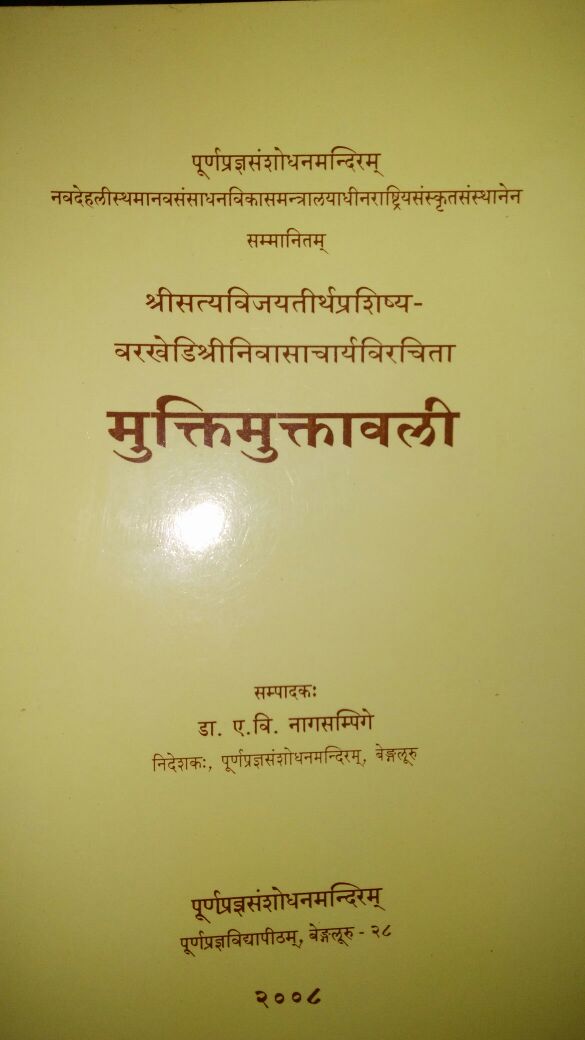 पूर्णप्रज्ञसंशोधनमन्दिरम्
नवदेहलीस्थमानवसंसाधनविकासमन्त्रालयाधीनराष्ट्रियसंस्कृतसंस्थानेन
सम्मानितम्
श्रीसत्यविजयतीर्थप्रशिष्य-
वरखेडिश्रीनिवासाचार्यविरचिता
मुक्तिमुक्तावली
सम्पादकः
डा. ए.वि. नागसम्पिगे
निदेशकः, पूर्णप्रज्ञसंशोधनमन्दिरम्, बेङ्गलूरु
पूर्णप्रज्ञसंशोधनमन्दिरम्
पूर्णप्रज्ञविद्यापीठम्, बेङ्गलूरु - २८
२००८